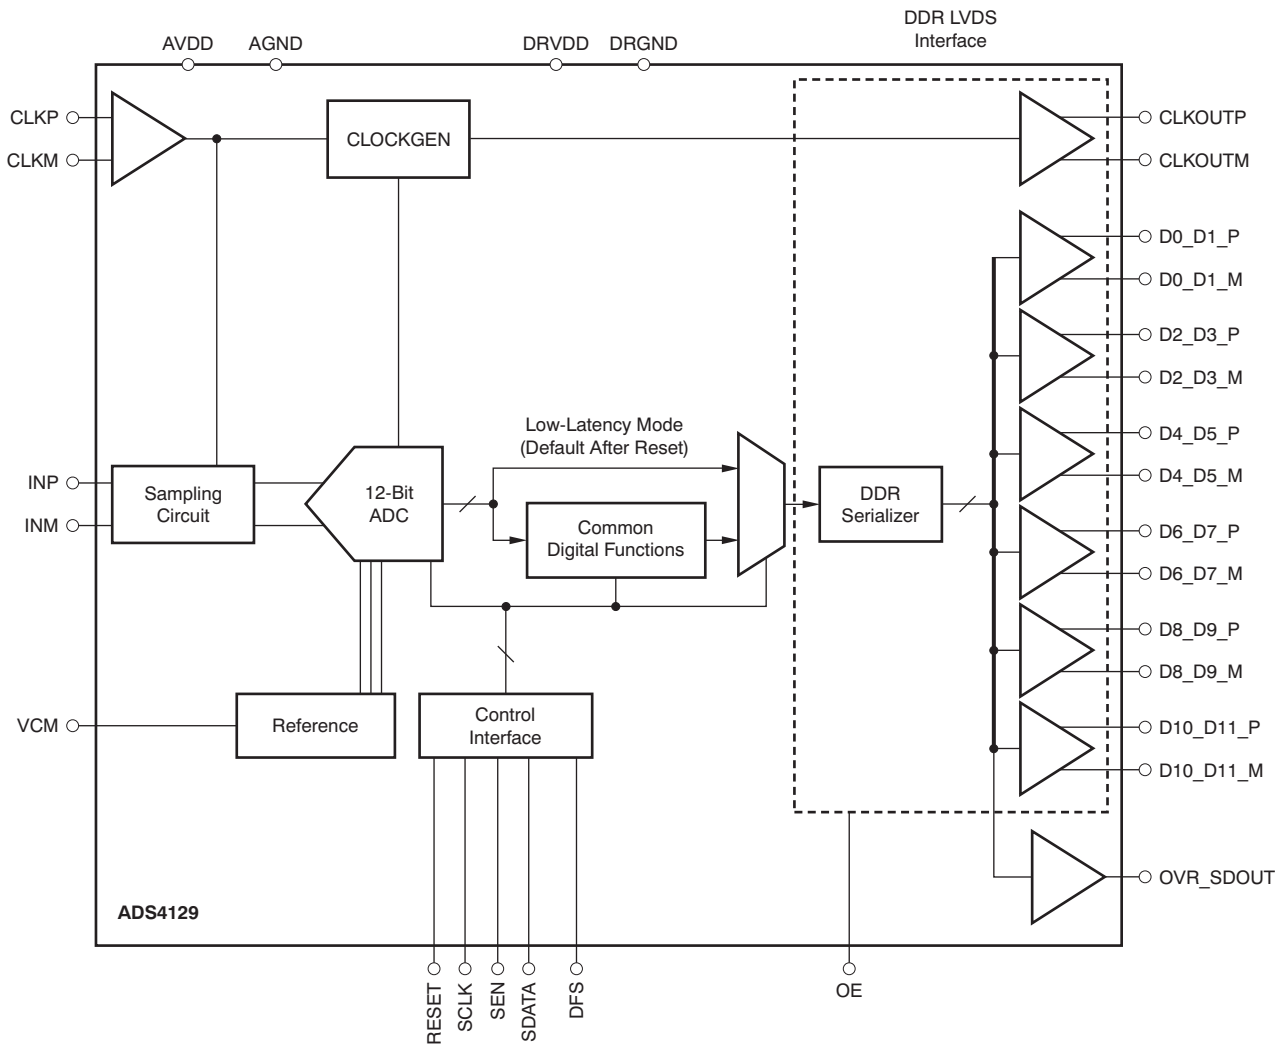 DDR LVDS
Interface
AVDD
AGND
DRVDD
DRGND
CLKP
CLKM
CLOCKGEN
CLKOUTP
CLKOUTM
D0_D1_P
D0_D1_M
D2_D3_P
D2_D3_M
Low-Latency Mode
(Default After Reset)
D4_D5_P
D4_D5_M
INP
INM
Sampling
Circuit
12-Bit
ADC
Common
Digital Functions
DDR
Serializer
D6_D7_P
D6_D7_M
D8_D9_P
D8_D9_M
VCM
Reference
Control
Interface
D10_D11_P
D10_D11_M
OVR_SDOUT
ADS4129
RESET
SCLK
SEN
SDATA
DFS
OE